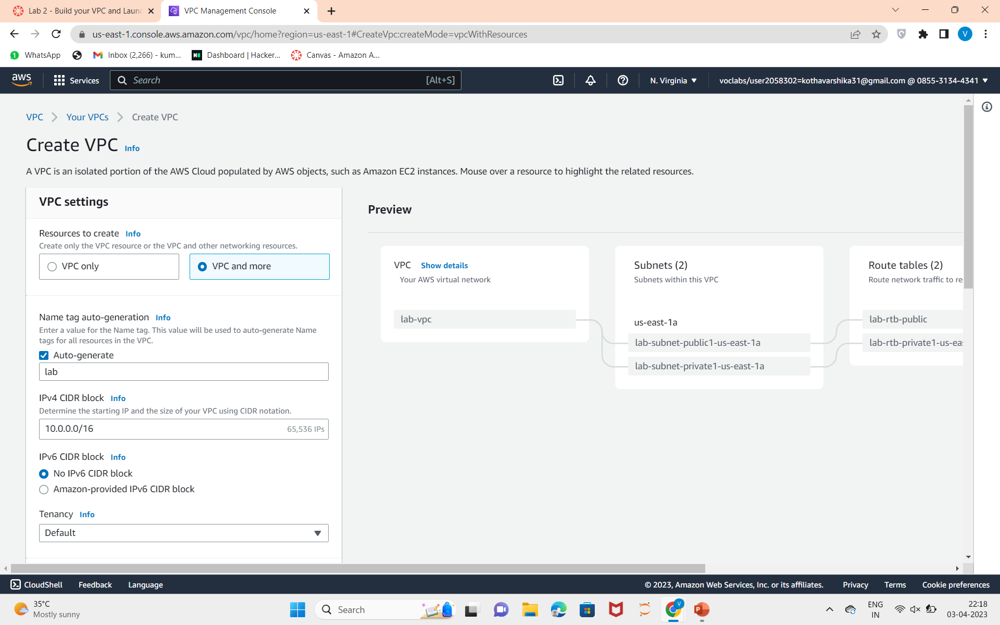 Lab 2 - Build your VPC and Laun
VPC Management Console
us-east-1.console.aws.amazon.com/vpc/home?region=us-east-1#CreateVpc:createMode=vpcWithResources
V
1 WhatsApp
Inbox (2,266) - kum...
Dashboard | Hacker...
Canvas - Amazon A...
aws
Services
Search
[Alt+S]
N. Virginia
voclabs/user2058302=kothavarshika31@gmail.com @ 0855-3134-4341
VPC
Your VPCs
Create VPC
Create VPC Info
A VPC is an isolated portion of the AWS Cloud populated by AWS objects, such as Amazon EC2 instances. Mouse over a resource to highlight the related resources.
VPC settings
Resources to create Info
Create only the VPC resource or the VPC and other networking resources.
VPC only
VPC and more
Name tag auto-generation Info
Enter a value for the Name tag. This value will be used to auto-generate Name
tags for all resources in the VPC.
Auto-generate
lab
IPv4 CIDR block Info
Determine the starting IP and the size of your VPC using CIDR notation.
10.0.0.0/16
65,536 IPs
IPv6 CIDR block Info
No IPv6 CIDR block
Amazon-provided IPv6 CIDR block
Tenancy Info
Default
Preview
VPC Show details
Your AWS virtual network
lab-vpc
Subnets (2)
Subnets within this VPC
us-east-1a
lab-subnet-public1-us-east-1a
lab-subnet-private1-us-east-1a
Route tables (2)
Route network traffic to re
lab-rtb-public
lab-rtb-private1-us-eas
CloudShell
Feedback
Language
© 2023, Amazon Web Services, Inc. or its affiliates.
Privacy
Terms
Cookie preferences
35°C
Mostly sunny
Search
V
P
ENG
IN
22:18
03-04-2023